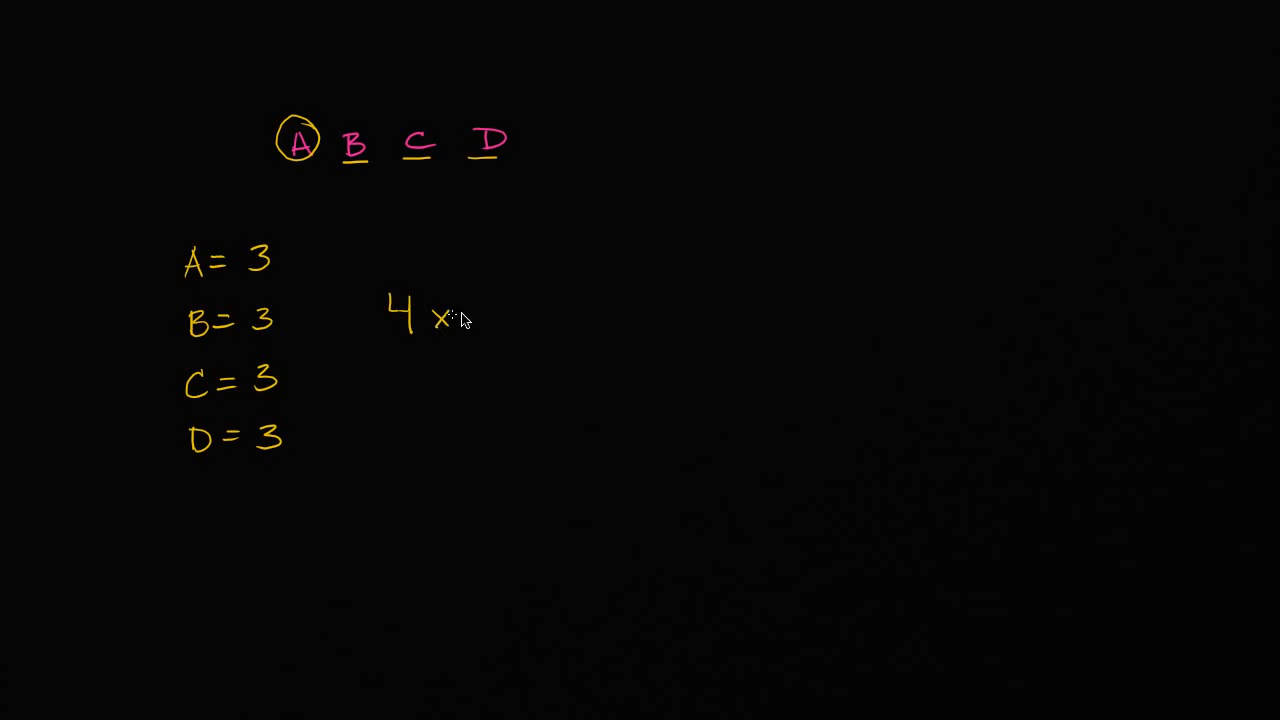 A B C D
A = 3
B = 3
4 x
C = 3
D = 3